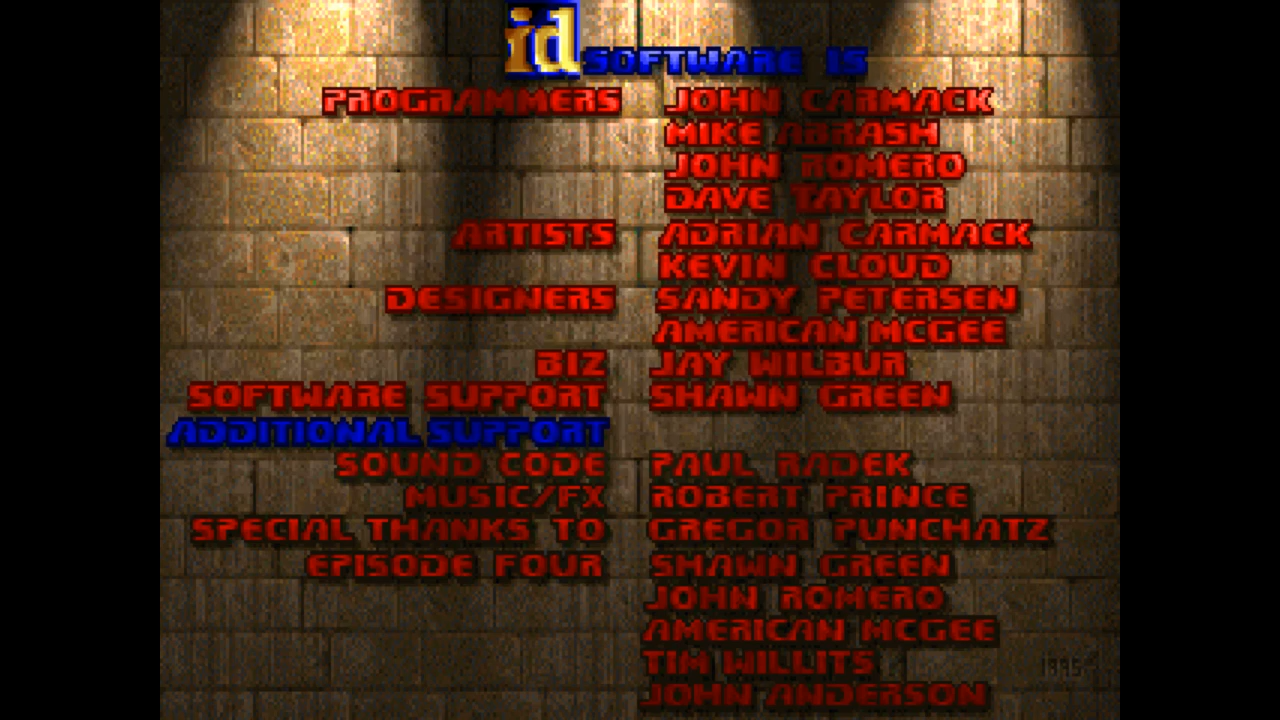 id SOFTWARE IS
PROGRAMMERS JOHN CARMACK
MIKE ABRASH
JOHN ROMERO
DAVE TAYLOR
ARTISTS ADRIAN CARMACK
KEVIN CLOUD
DESIGNERS SANDY PETERSEN
AMERICAN MCGEE
BIZ JAY WILBUR
SOFTWARE SUPPORT SHAWN GREEN
ADDITIONAL SUPPORT
SOUND CODE PAUL RADEK
MUSIC/FX ROBERT PRINCE
SPECIAL THANKS TO GREGOR PUNCHATZ
EPISODE FOUR SHAWN GREEN
JOHN ROMERO
AMERICAN MCGEE
TIM WILLITS
1995
JOHN ANDERSON